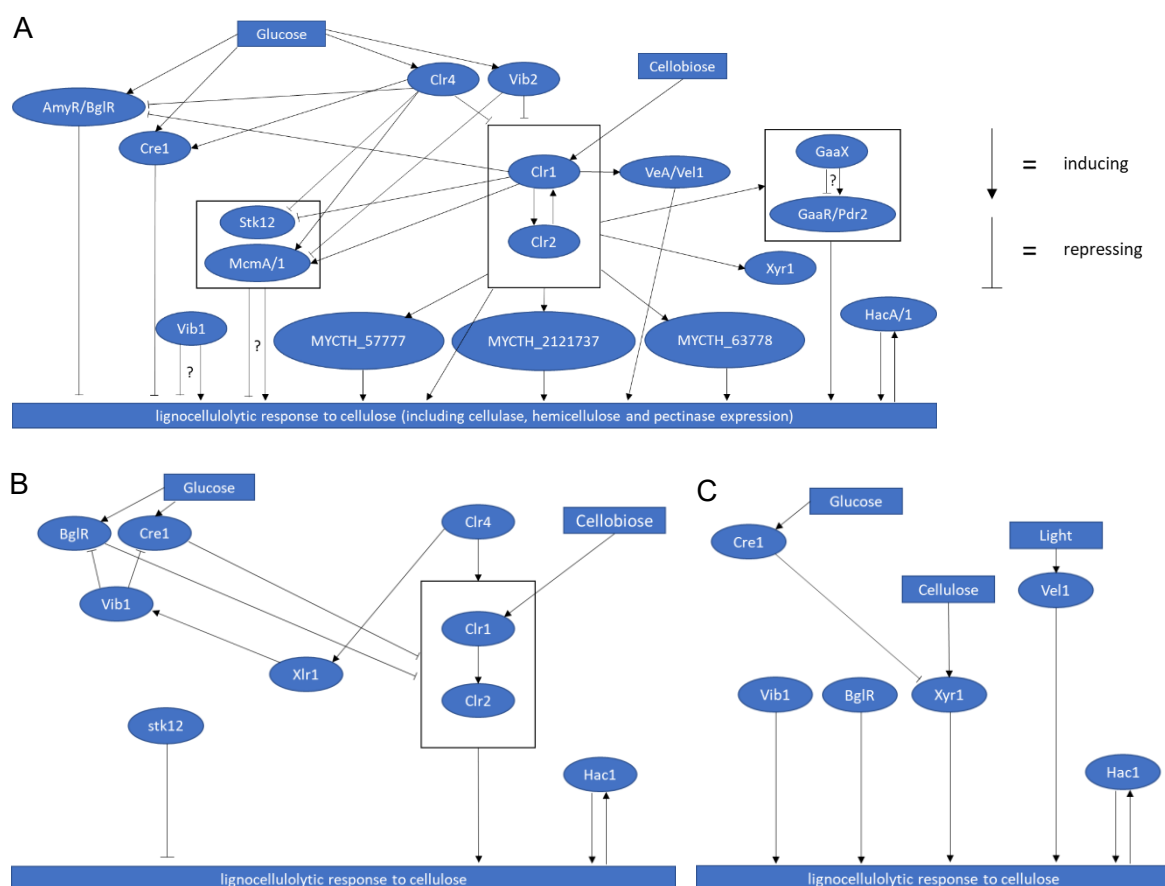 A
Glucose
Cellobiose
Clr4
Vib2
AmyR/BglR
Cre1
GaaX
?
Clr1
VeA/Vel1
= inducing
GaaR/Pdr2
Stk12
Clr2
McmA/1
= repressing
Xyr1
HacA/1
Vib1
?
?
MYCTH_57777
MYCTH_2121737
MYCTH_63778
lignocellulolytic response to cellulose (including cellulase, hemicellulose and pectinase expression)
B
Glucose
BglR
Cre1
Clr4
Cellobiose
Vib1
Clr1
Xlr1
Clr2
stk12
Hac1
lignocellulolytic response to cellulose
C
Glucose
Cre1
Light
Cellulose
Vel1
Vib1
BglR
Xyr1
Hac1
lignocellulolytic response to cellulose